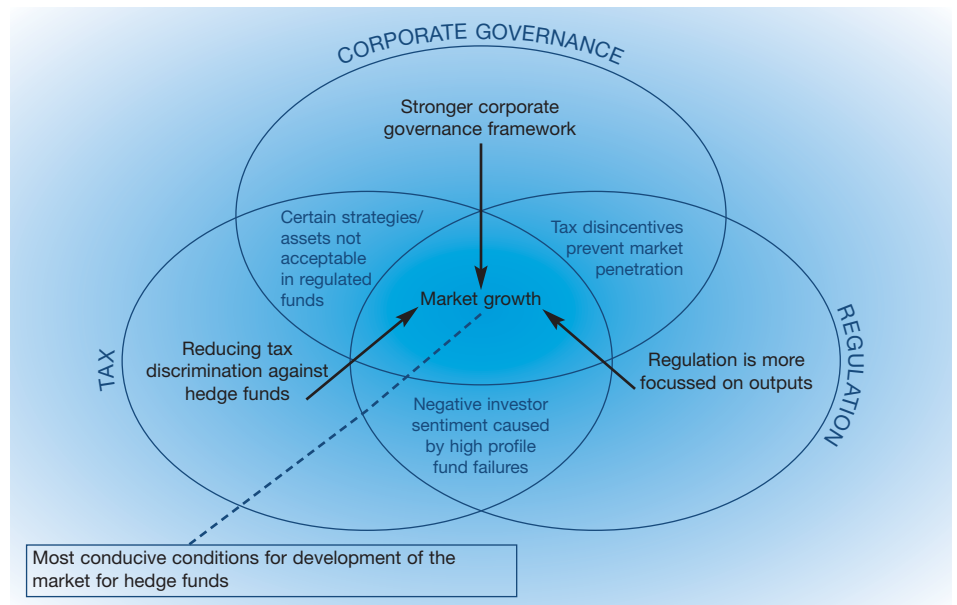 CORPORATE GOVERNANCE
Stronger corporate
governance framework
Certain strategies/
assets not
acceptable
in regulated
funds
Tax disincentives
prevent market
penetration
Market growth
TAX
Reducing tax
discrimination against
hedge funds
REGULATION
Regulation is more
focussed on outputs
Negative investor
sentiment caused
by high profile
fund failures
Most conducive conditions for development of the
market for hedge funds